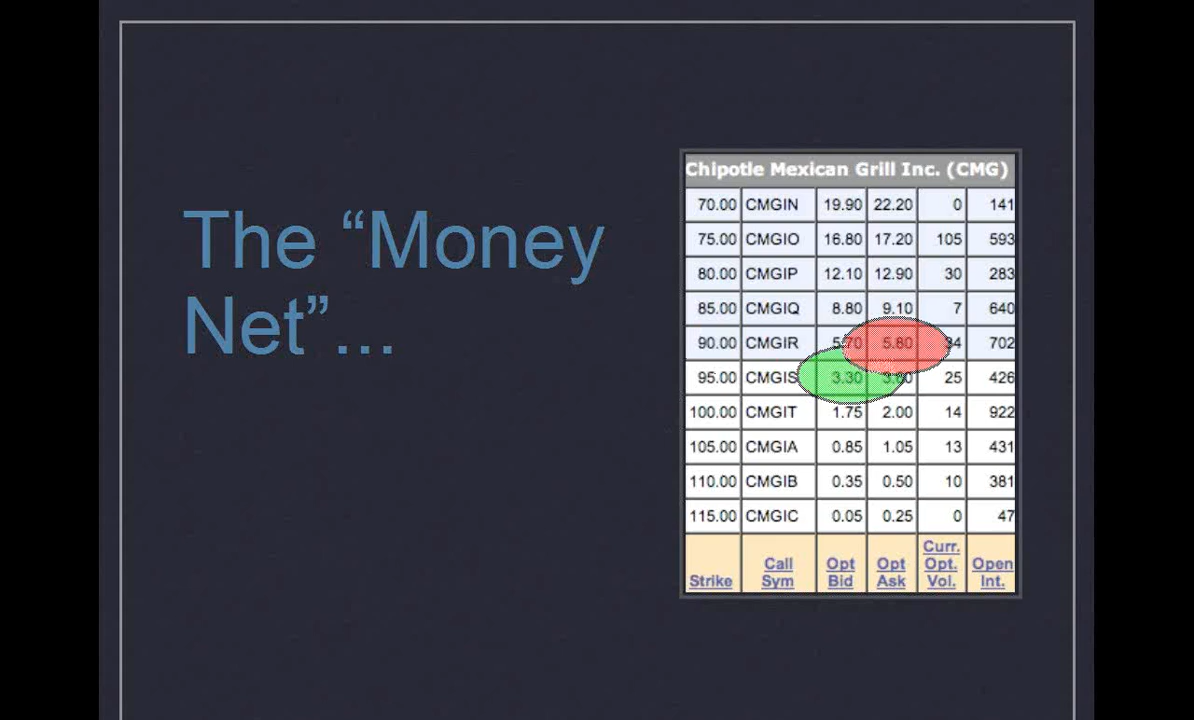 The “Money
Net”...
Chipotle Mexican Grill Inc. (CMG)
70.00 CMGIN 19.90 22.20 0 141
75.00 CMGIO 16.80 17.20 105 593
80.00 CMGIP 12.10 12.90 30 283
85.00 CMGIQ 8.80 9.10 7 640
90.00 CMGIR 5.70 5.80 34 702
95.00 CMGIS 3.30 25 426
100.00 CMGIT 1.75 2.00 14 922
105.00 CMGIA 0.85 1.05 13 431
110.00 CMGIB 0.35 0.50 10 381
115.00 CMGIC 0.05 0.25 0 47
Strike Call Sym Opt Bid Opt Ask Curr. Opt. Vol. Open Int.